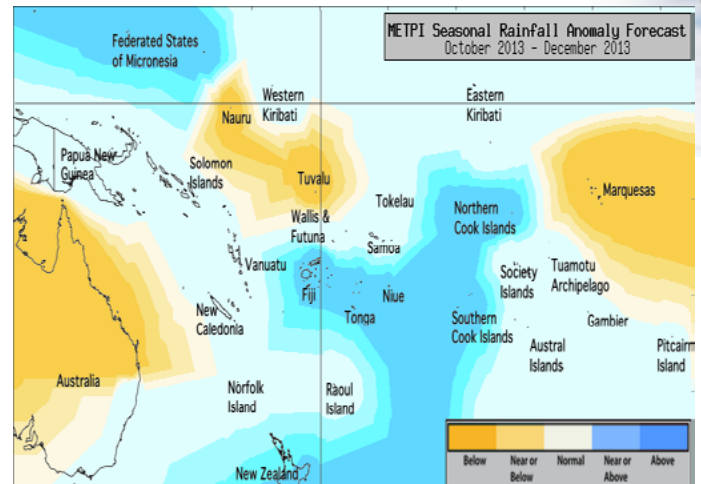 METPI Seasonal Rainfall Anomaly Forecast
October 2013 - December 2013
Federated States
of Micronesia
Western
Kiribati
Eastern
Kiribati
Nauru
Papua New
Guinea
Solomon
Islands
Tuvalu
Marquesas
Tokelau
Northern
Cook Islands
Wallis &
Futuna
Samoa
Vanuatu
Society
Islands
Tuamotu
Archipelago
Fiji
Niue
New
Caledonia
Tonga
Southern
Cook Islands
Gambier
Austral
Islands
Pitcairn
Island
Australia
Norfolk
Island
Raoul
Island
New Zealand
Below
Near or
Below
Normal
Near or
Above
Above